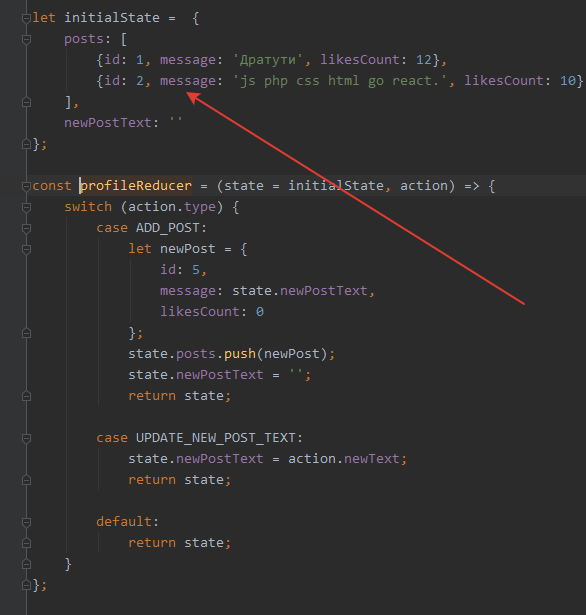 let initialState =  {
    posts: [
        {id: 1, message: 'Дратути', likesCount: 12},
        {id: 2, message: 'js php css html go react.', likesCount: 10}
    ],
    newPostText: ''
};
const profileReducer = (state = initialState, action) => {
    switch (action.type) {
        case ADD_POST:
            let newPost = {
                id: 5,
                message: state.newPostText,
                likesCount: 0
            };
            state.posts.push(newPost);
            state.newPostText = '';
            return state;
        case UPDATE_NEW_POST_TEXT:
            state.newPostText = action.newText;
            return state;
        default:
            return state;
    }
};